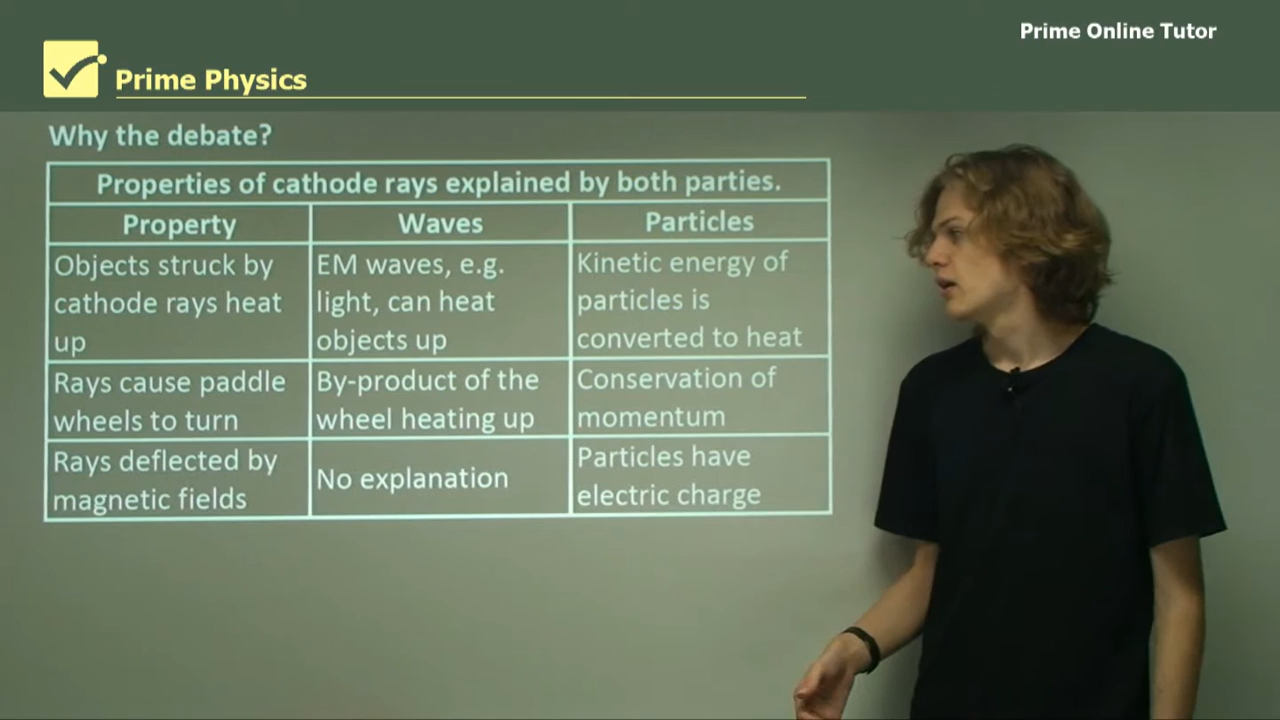 Prime Online Tutor
Prime Physics
Why the debate?
Properties of cathode rays explained by both parties.
Property
Waves
Particles
Objects struck by
cathode rays heat
up
EM waves, e.g.
light, can heat
objects up
Kinetic energy of
particles is
converted to heat
Rays cause paddle
wheels to turn
By-product of the
wheel heating up
Conservation of
momentum
Rays deflected by
magnetic fields
No explanation
Particles have
electric charge